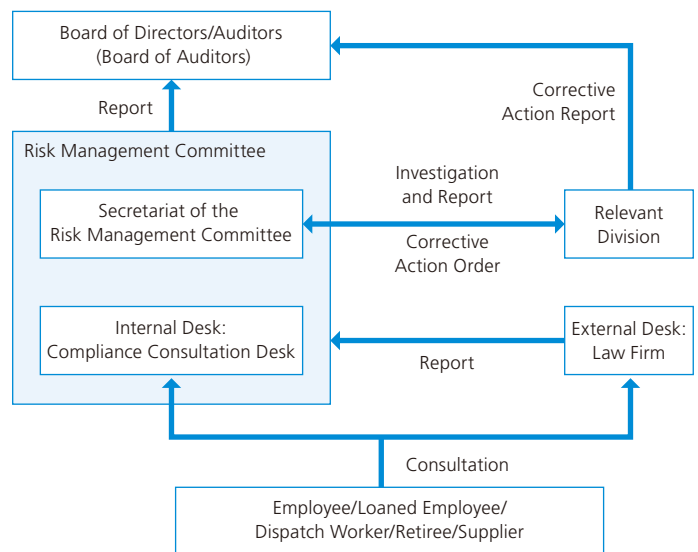 Board of Directors/Auditors
(Board of Auditors)
Report
Corrective
Action Report
Risk Management Committee
Investigation
and Report
Secretariat of the
Risk Management Committee
Relevant
Division
Corrective
Action Order
Internal Desk:
Compliance Consultation Desk
External Desk:
Law Firm
Report
Consultation
Employee/Loaned Employee/
Dispatch Worker/Retiree/Supplier